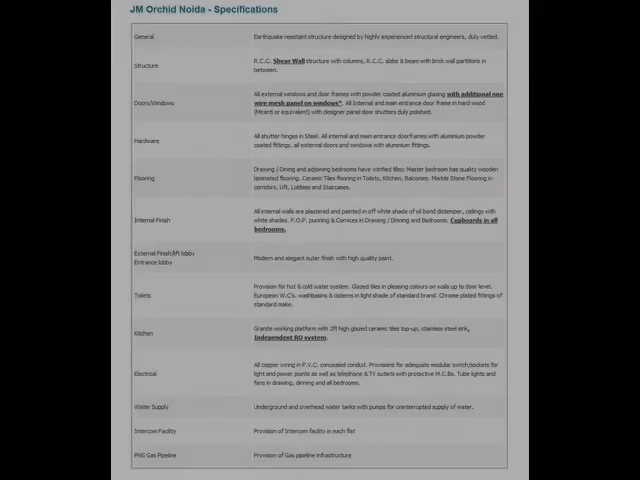 JM Orchid Noida - Specifications
General
Earthquake resistant structure designed by highly experienced structural engineers, duly vetted.
Structure
R.C.C. Shear Wall structure with columns, R.C.C. slabs & beam with brick wall partitions in
between.
Doors/Windows
All external windows and door frames with powder coated aluminium glazing with additional one
wire mesh panel on windows*. All Internal and main entrance door frame in hard wood
(Miranti or equivalent) with designer panel door shutters duly polished.
Hardware
All shutter hinges in Steel. All internal and main entrance doorframes with aluminium powder
coated fittings, all external doors and windows with aluminium fittings.
Flooring
Drawing / Dining and adjoining bedrooms have vitrified tiles; Master bedroom has quality wooden
laminated flooring. Ceramic Tiles flooring in Toilets, Kitchen, Balconies. Marble Stone Flooring in
corridors, Lift, Lobbies and Staircases.
Internal Finish
All internal walls are plastered and painted in off white shade of oil bond distemper, ceilings with
white shades. P.O.P. punning & Cornices in Drawing / Dinning and Bedrooms. Cupboards in all
bedrooms.
External Finish/lift lobby
Entrance lobby
Modern and elegant outer finish with high quality paint.
Toilets
Provision for hot & cold water system. Glazed tiles in pleasing colours on walls up to door level.
European W.C's. washbasins & cisterns in light shade of standard brand. Chrome plated fittings of
standard make.
Kitchen
Granite working platform with 2ft high glazed ceramic tiles top-up, stainless steel sink,
Independent RO system.
Electrical
All copper wiring in P.V.C. concealed conduit. Provisions for adequate modular switch/sockets for
light and power points as well as telephone & TV outlets with protective M.C.Bs. Tube lights and
fans in drawing, dinning and all bedrooms.
Water Supply
Underground and overhead water tanks with pumps for uninterrupted supply of water.
Intercom Facility
Provision of Intercom facility in each flat
PNG Gas Pipeline
Provision of Gas pipeline infrastructure